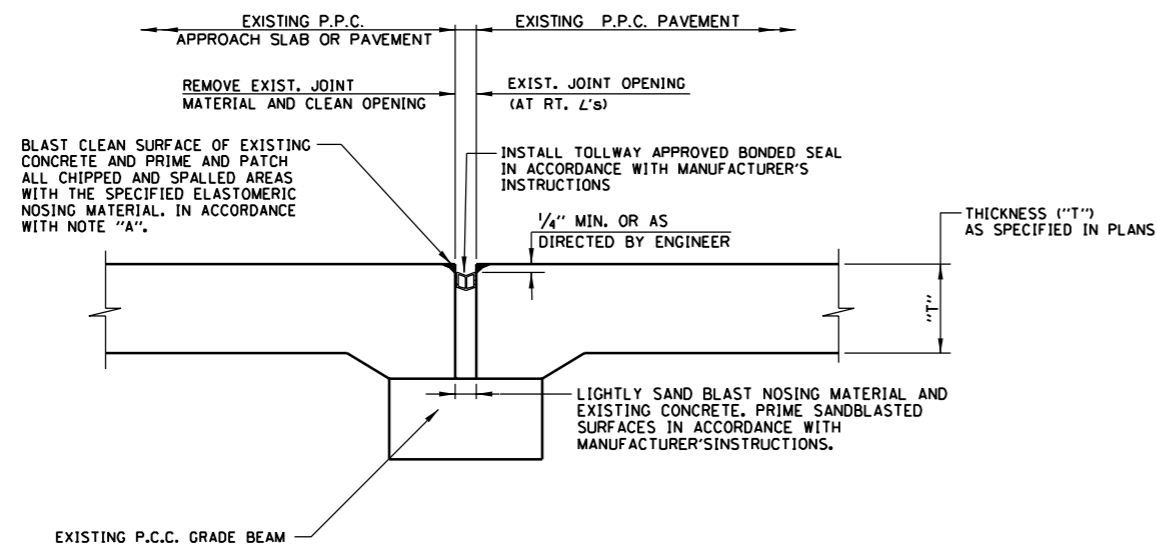 EXISTING P.P.C.
APPROACH SLAB OR PAVEMENT
EXISTING P.P.C. PAVEMENT
REMOVE EXIST. JOINT
MATERIAL AND CLEAN OPENING
EXIST. JOINT OPENING
(AT RT. L's)
BLAST CLEAN SURFACE OF EXISTING
CONCRETE AND PRIME AND PATCH
ALL CHIPPED AND SPALLED AREAS
WITH THE SPECIFIED ELASTOMERIC
NOSING MATERIAL. IN ACCORDANCE
WITH NOTE "A".
INSTALL TOLLWAY APPROVED BONDED SEAL
IN ACCORDANCE WITH MANUFACTURER'S
INSTRUCTIONS
1/4" MIN. OR AS
DIRECTED BY ENGINEER
THICKNESS ("T")
AS SPECIFIED IN PLANS
"T"
LIGHTLY SAND BLAST NOSING MATERIAL AND
EXISTING CONCRETE. PRIME SANDBLASTED
SURFACES IN ACCORDANCE WITH
MANUFACTURER'SINSTRUCTIONS.
EXISTING P.C.C. GRADE BEAM